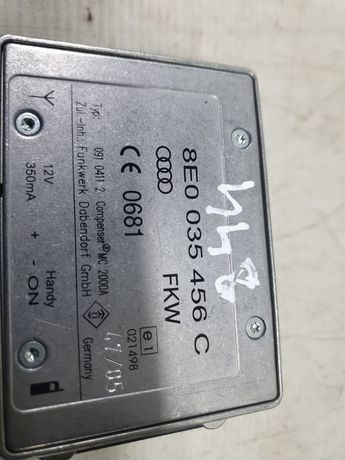 8E0 035 456 C
FKW
CE 0681
Typ: 091 0411 2, Compenser® MC 2000A
Zul.-Inh.: Funkwerk Dabendorf GmbH
e1
021498
Germany
47/05
12V
350mA
+ -
Handy
ON